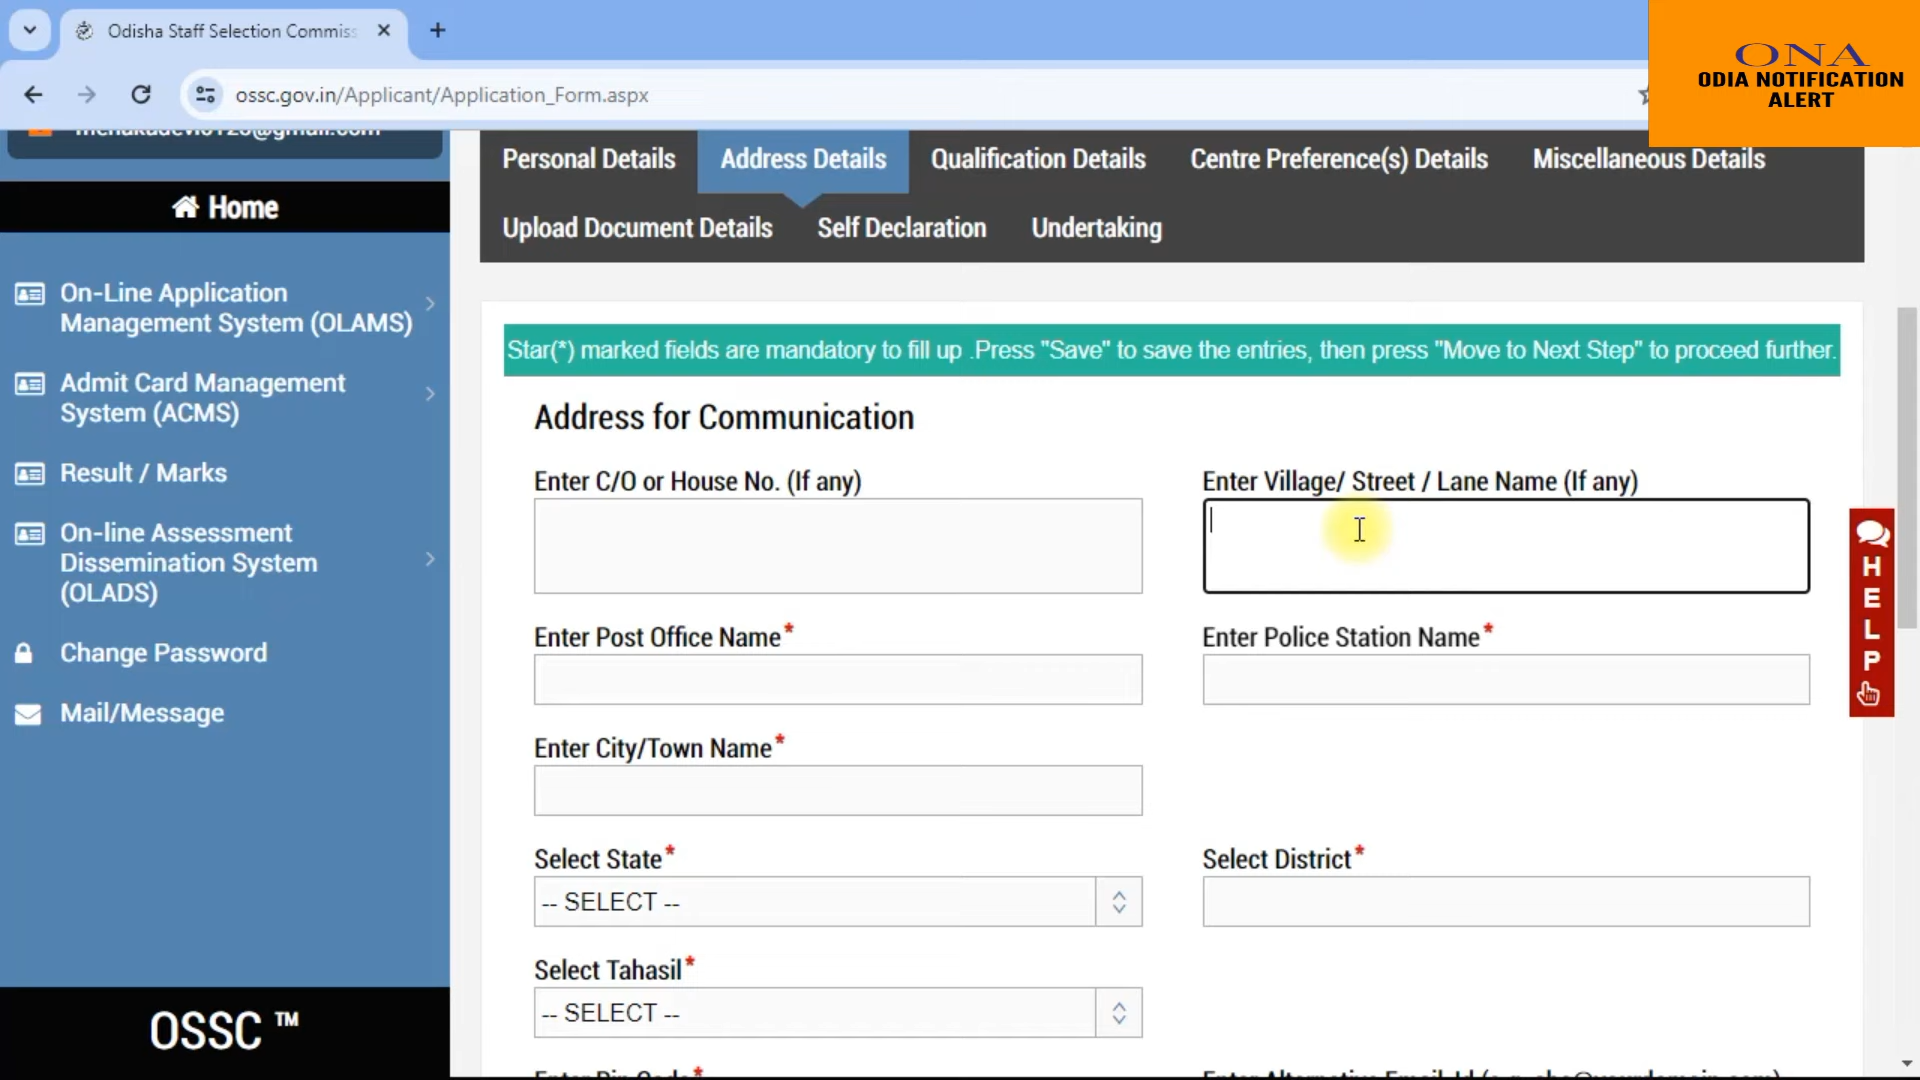 Odisha Staff Selection Commiss
ossc.gov.in/Applicant/Application_Form.aspx
ONA
ODIA NOTIFICATION
ALERT
Home
On-Line Application
Management System (OLAMS)
Admit Card Management
System (ACMS)
Result / Marks
On-line Assessment
Dissemination System
(OLADS)
Change Password
Mail/Message
OSSC ™
Personal Details Address Details Qualification Details Centre Preference(s) Details Miscellaneous Details
Upload Document Details Self Declaration Undertaking
Star(*) marked fields are mandatory to fill up .Press "Save" to save the entries, then press "Move to Next Step" to proceed further.
Address for Communication
Enter C/O or House No. (If any) Enter Village/ Street / Lane Name (If any)
Enter Post Office Name* Enter Police Station Name*
Enter City/Town Name*
Select State* Select District*
-- SELECT --
Select Tahasil*
-- SELECT --
HELP